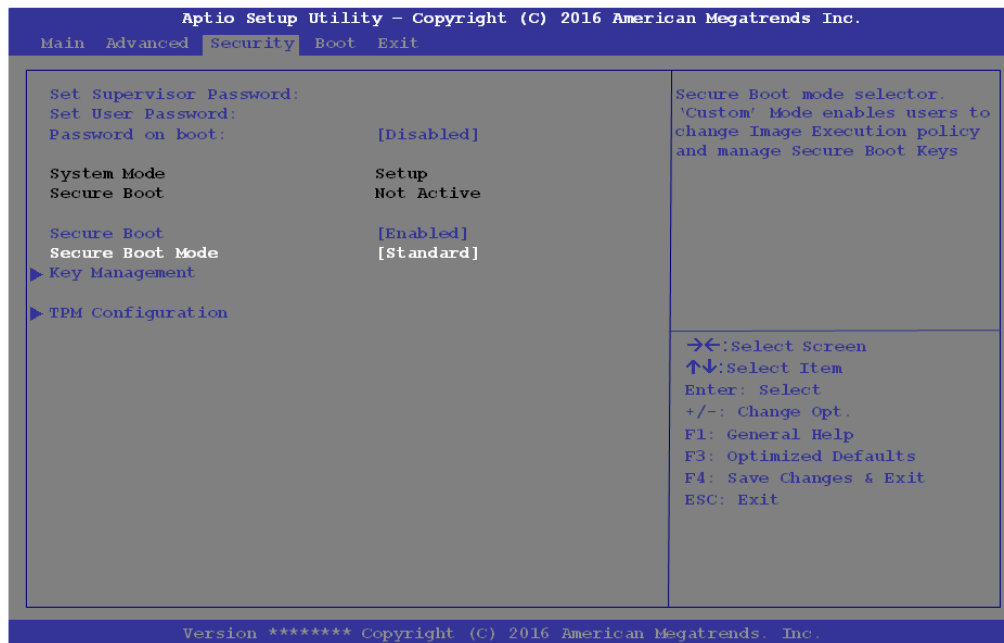 Aptio Setup Utility – Copyright (C) 2016 American Megatrends Inc.
Main Advanced Security Boot Exit
Set Supervisor Password:
Set User Password:
Password on boot: [Disabled]
System Mode Setup
Secure Boot Not Active
Secure Boot [Enabled]
Secure Boot Mode [Standard]
Key Management
TPM Configuration
Secure Boot mode selector.
'Custom' Mode enables users to
change Image Execution policy
and manage Secure Boot Keys
→←:Select Screen
↑↓:Select Item
Enter: Select
+/-: Change Opt.
F1: General Help
F3: Optimized Defaults
F4: Save Changes & Exit
ESC: Exit
Version ******** Copyright (C) 2016 American Megatrends. Inc.